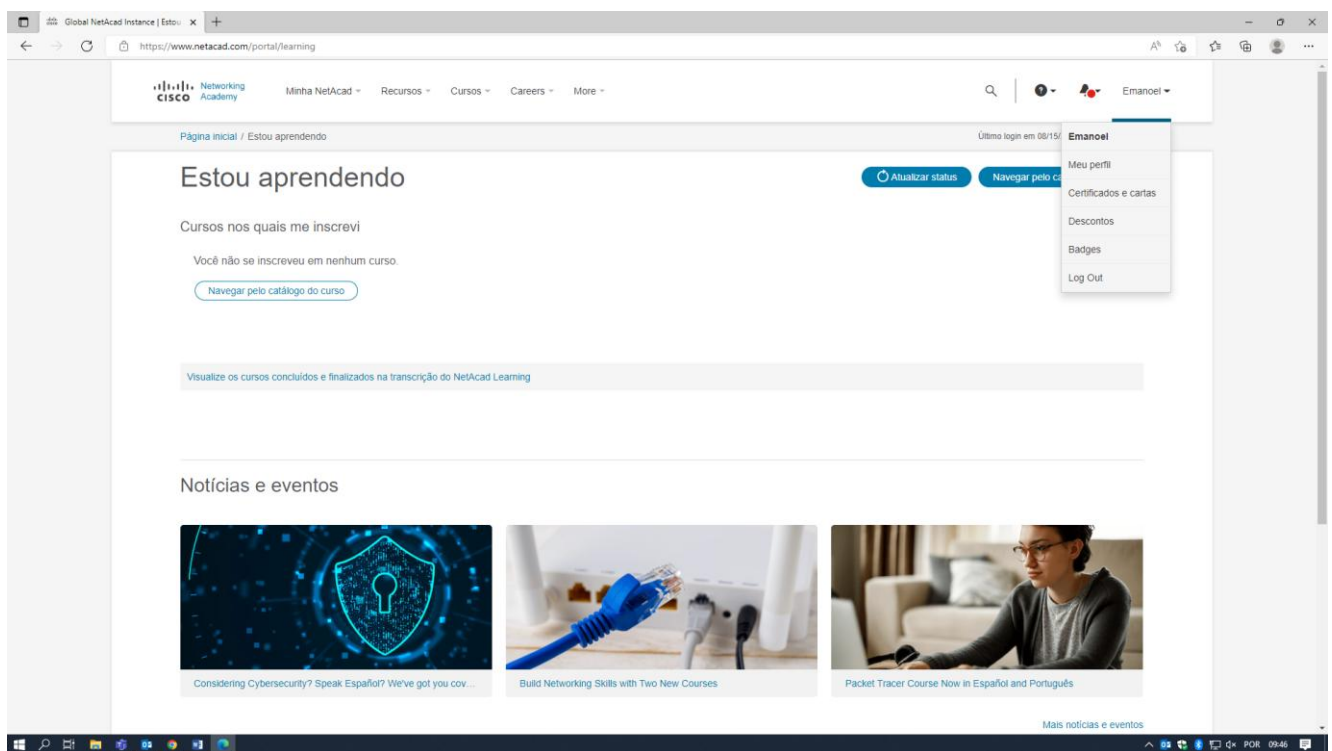 Global NetAcad Instance | Estou
https://www.netacad.com/portal/learning
CISCO Networking Academy
Minha NetAcad
Recursos
Cursos
Careers
More
Emanoel
Página inicial / Estou aprendendo
Último login em 08/15/
Emanoel
Meu perfil
Certificados e cartas
Descontos
Badges
Log Out
Estou aprendendo
Atualizar status
Navegar pelo ca
Cursos nos quais me inscrevi
Você não se inscreveu em nenhum curso.
Navegar pelo catálogo do curso
Visualize os cursos concluídos e finalizados na transcrição do NetAcad Learning
Notícias e eventos
Considering Cybersecurity? Speak Español? We've got you cov...
Build Networking Skills with Two New Courses
Packet Tracer Course Now in Español and Português
Mais notícias e eventos
POR 09:46